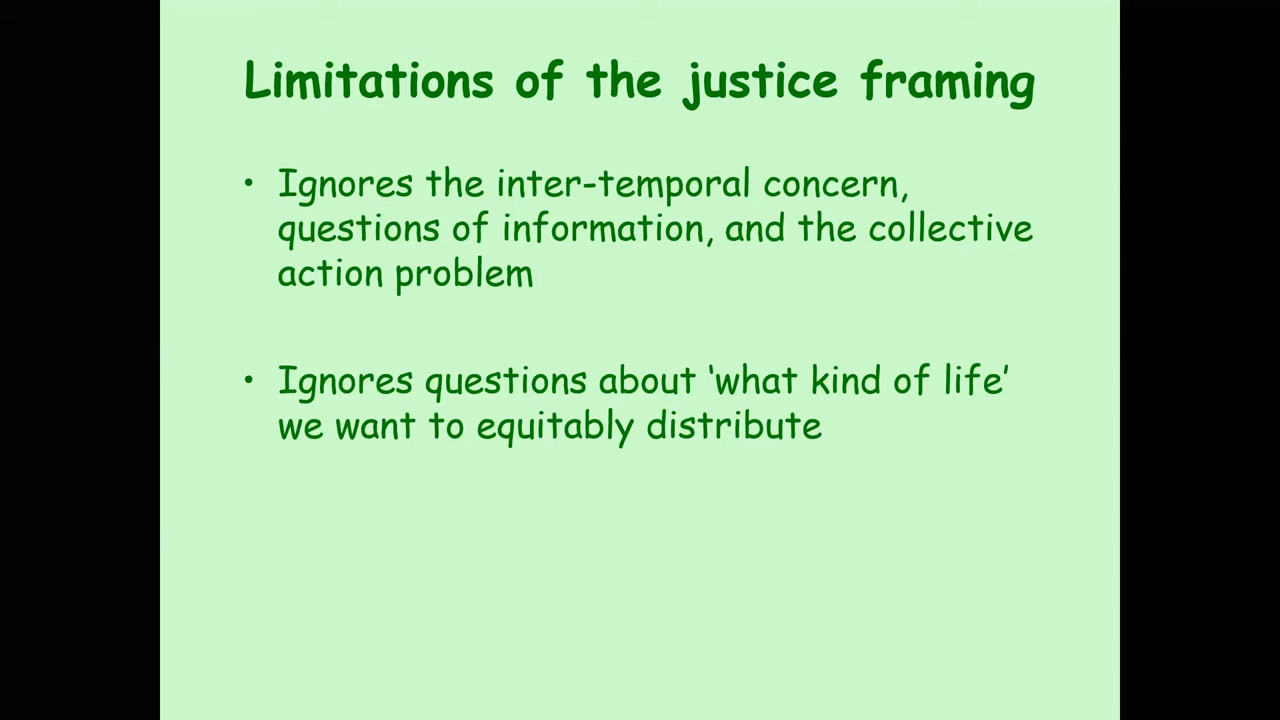 Limitations of the justice framing
• Ignores the inter-temporal concern,
questions of information, and the collective
action problem
• Ignores questions about ‘what kind of life’
we want to equitably distribute